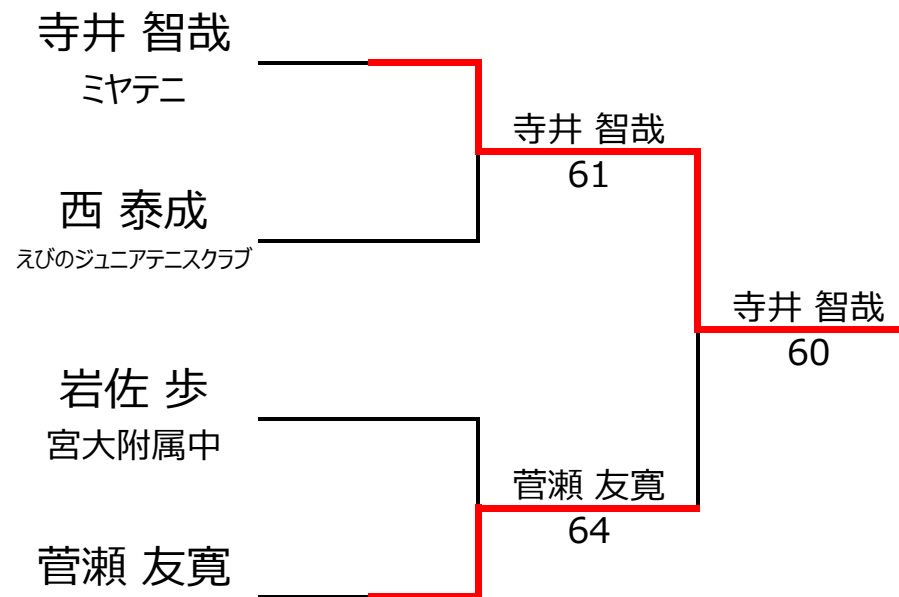 寺井 智哉
ミヤテニ
西 泰成
えびのジュニアテニスクラブ
岩佐 歩
宮大附属中
菅瀬 友寛
寺井 智哉
61
菅瀬 友寛
64
寺井 智哉
60